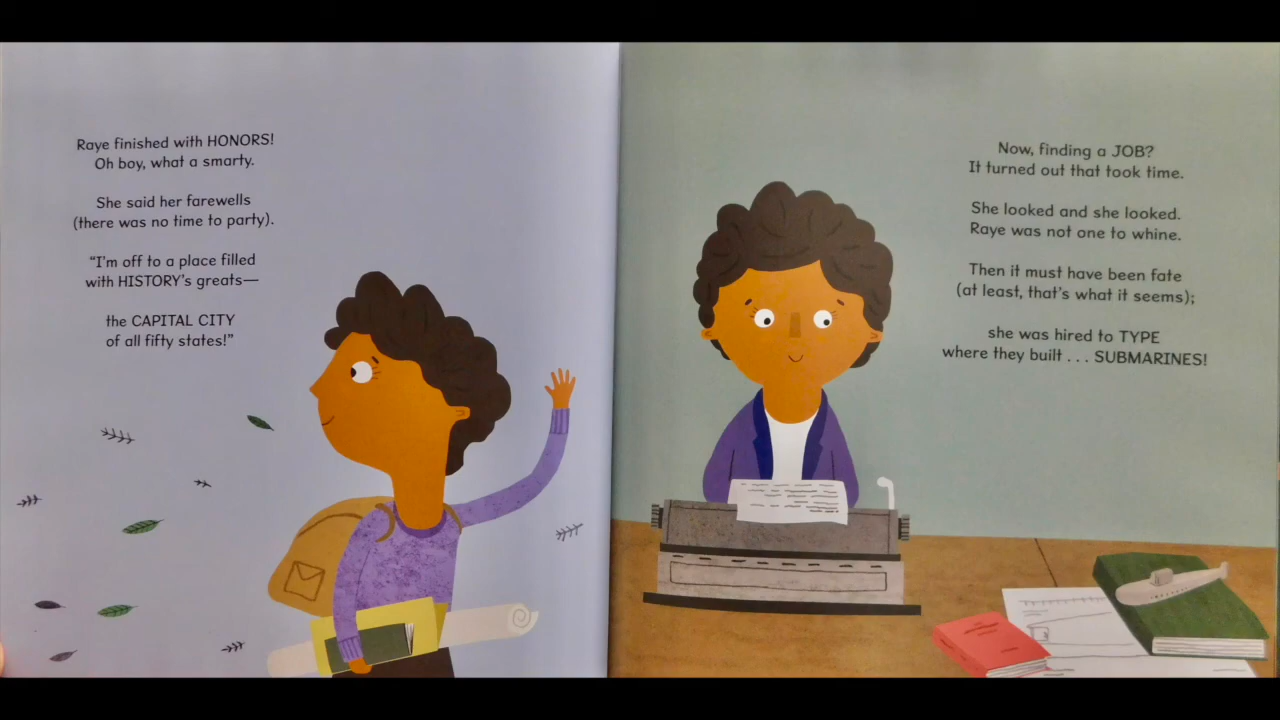 Raye finished with HONORS!
Oh boy, what a smarty.
She said her farewells
(there was no time to party).
“I’m off to a place filled
with HISTORY’s greats—
the CAPITAL CITY
of all fifty states!”
Now, finding a JOB?
It turned out that took time.
She looked and she looked.
Raye was not one to whine.
Then it must have been fate
(at least, that’s what it seems);
she was hired to TYPE
where they built . . . SUBMARINES!